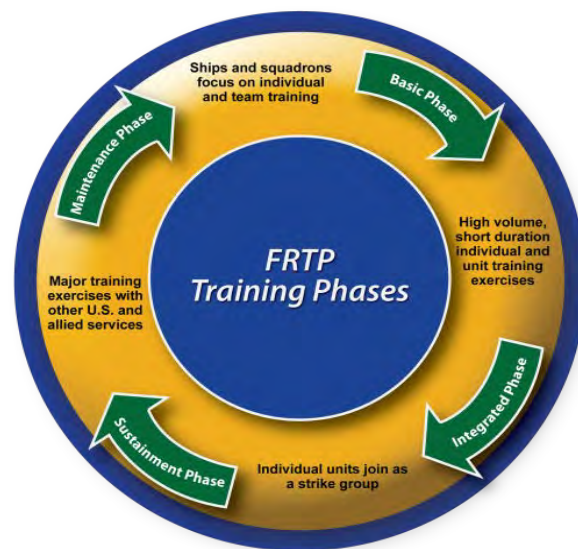 Ships and squadrons
focus on individual
and team training
Basic Phase
High volume,
short duration
individual and
unit training
exercises
Integrated Phase
Individual units join as
a strike group
Sustainment Phase
Major training
exercises with
other U.S. and
allied services
Maintenance Phase
FRTP
Training Phases